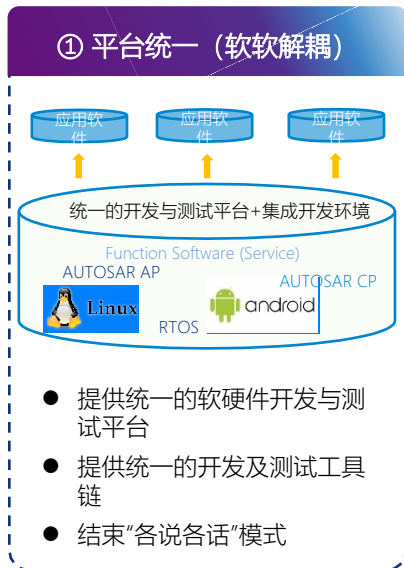 ① 平台统一（软软解耦）
应用软
件
应用软
件
应用软
件
统一的开发与测试平台+集成开发环境
Function Software (Service)
AUTOSAR AP
AUTOSAR CP
Linux
android
RTOS
● 提供统一的软硬件开发与测
试平台
● 提供统一的开发及测试工具
链
● 结束“各说各话”模式